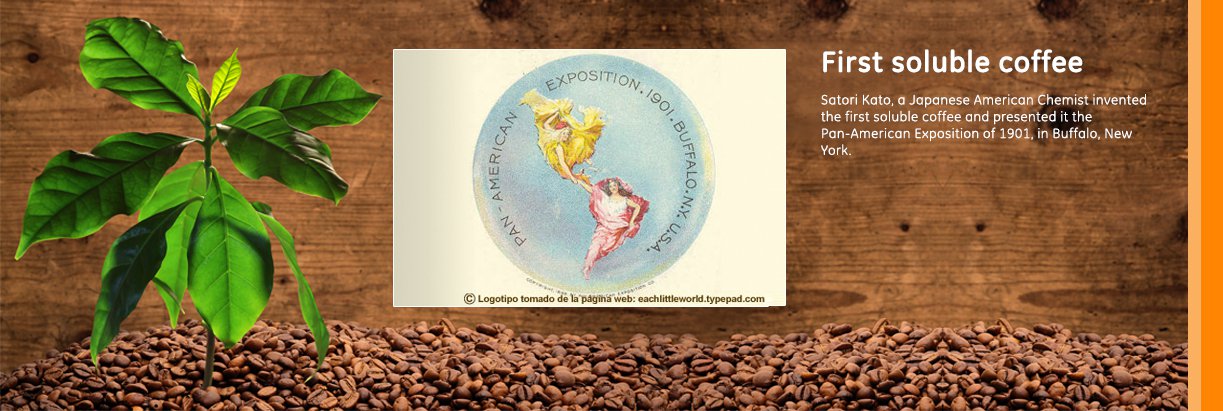 First soluble coffee
Satori Kato, a Japanese American Chemist invented
the first soluble coffee and presented it the
Pan-American Exposition of 1901, in Buffalo, New
York.
PAN-AMERICAN EXPOSITION. 1901. BUFFALO. N.Y. U.S.A.
© Logotipo tomado de la página web: eachlittleworld.typepad.com